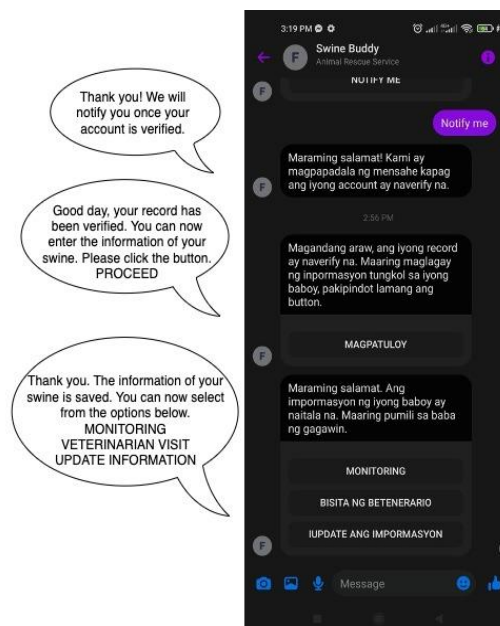 Thank you! We will
notify you once your
account is verified.
Good day, your record has
been verified. You can now
enter the information of your
swine. Please click the button.
PROCEED
Thank you. The information of your
swine is saved. You can now select
from the options below.
MONITORING
VETERINARIAN VISIT
UPDATE INFORMATION
3:19 PM
F
Swine Buddy
Animal Rescue Service
NOTIFY ME
F
Notify me
Maraming salamat! Kami ay
magpapadala ng mensahe kapag
ang iyong account ay naverify na.
F
2:56 PM
Magandang araw, ang iyong record
ay naverify na. Maaring maglagay
ng inpormasyon tungkol sa iyong
baboy, pakipindot lamang ang
button.
MAGPATULOY
F
Maraming salamat. Ang
impormasyon ng iyong baboy ay
naitala na. Maaring pumili sa baba
ng gagawin.
MONITORING
BISITA NG BETENERARIO
IUPDATE ANG IMPORMASYON
F
Message